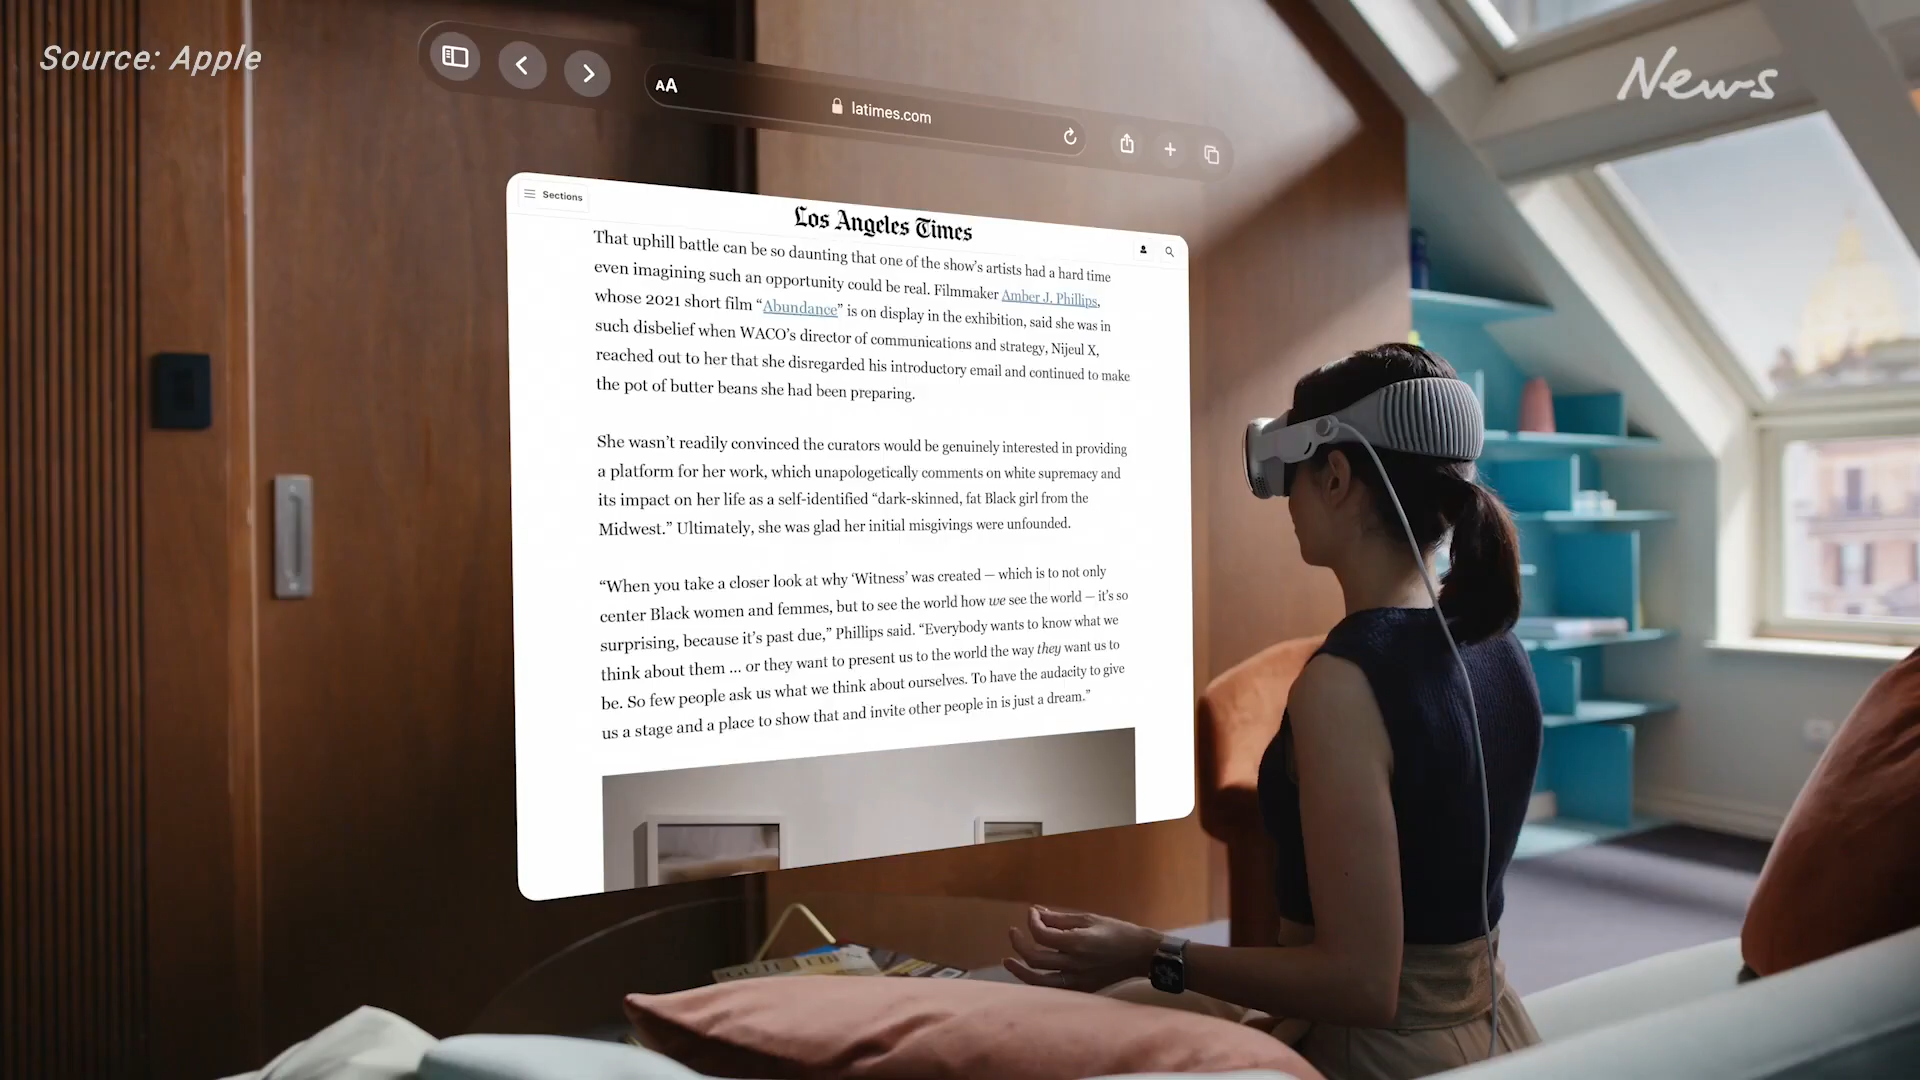 Source: Apple
News
AA
latimes.com
Sections
Los Angeles Times
That uphill battle can be so daunting that one of the show's artists had a hard time
even imagining such an opportunity could be real. Filmmaker Amber J. Phillips,
whose 2021 short film “Abundance” is on display in the exhibition, said she was in
such disbelief when WACO’s director of communications and strategy, Nijeul X,
reached out to her that she disregarded his introductory email and continued to make
the pot of butter beans she had been preparing.
She wasn’t readily convinced the curators would be genuinely interested in providing
a platform for her work, which unapologetically comments on white supremacy and
its impact on her life as a self-identified “dark-skinned, fat Black girl from the
Midwest.” Ultimately, she was glad her initial misgivings were unfounded.
“When you take a closer look at why ‘Witness’ was created — which is to not only
center Black women and femmes, but to see the world how we see the world — it’s so
surprising, because it’s past due,” Phillips said. “Everybody wants to know what we
think about them ... or they want to present us to the world the way they want us to
be. So few people ask us what we think about ourselves. To have the audacity to give
us a stage and a place to show that and invite other people in is just a dream.”